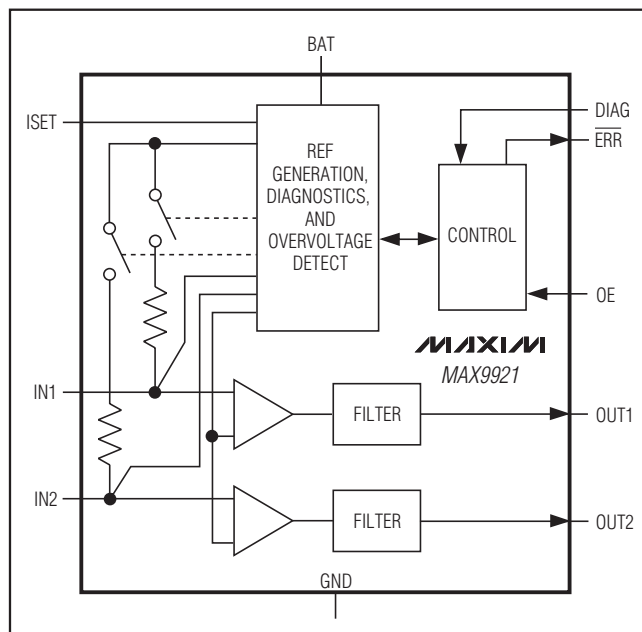 BAT
ISET
DIAG
ERR
REF
GENERATION,
DIAGNOSTICS,
AND
OVERVOLTAGE
DETECT
CONTROL
OE
MAXIM
MAX9921
IN1
FILTER
OUT1
IN2
FILTER
OUT2
GND